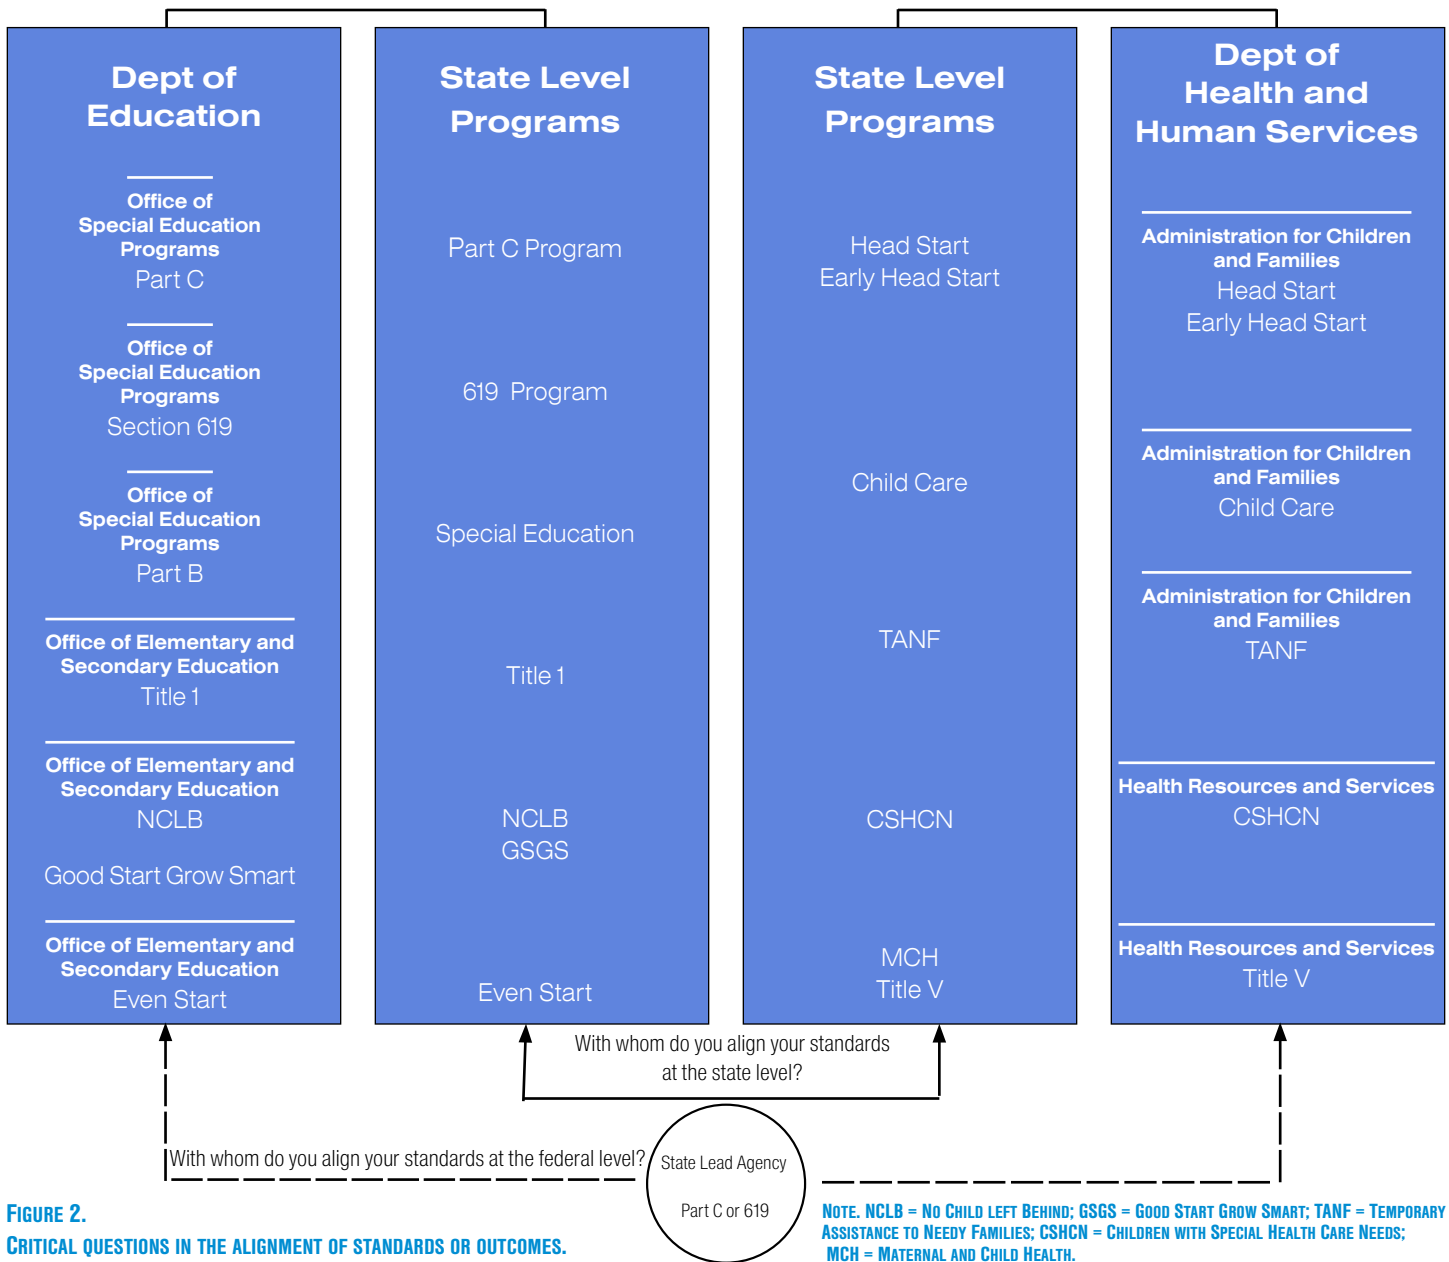 Dept of
Education
Office of
Special Education
Programs
Part C
Office of
Special Education
Programs
Section 619
Office of
Special Education
Programs
Part B
Office of Elementary and
Secondary Education
Title 1
Office of Elementary and
Secondary Education
NCLB
Good Start Grow Smart
Office of Elementary and
Secondary Education
Even Start
State Level
Programs
Part C Program
619 Program
Special Education
Title 1
NCLB
GSGS
Even Start
State Level
Programs
Head Start
Early Head Start
Child Care
TANF
CSHCN
MCH
Title V
Dept of
Health and
Human Services
Administration for Children
and Families
Head Start
Early Head Start
Administration for Children
and Families
Child Care
Administration for Children
and Families
TANF
Health Resources and Services
CSHCN
Health Resources and Services
Title V
With whom do you align your standards
at the state level?
With whom do you align your standards at the federal level?
State Lead Agency
Part C or 619
FIGURE 2.
CRITICAL QUESTIONS IN THE ALIGNMENT OF STANDARDS OR OUTCOMES.
NOTE. NCLB = NO CHILD LEFT BEHIND; GSGS = GOOD START GROW SMART; TANF = TEMPORARY
ASSISTANCE TO NEEDY FAMILIES; CSHCN = CHILDREN WITH SPECIAL HEALTH CARE NEEDS;
MCH = MATERNAL AND CHILD HEALTH.